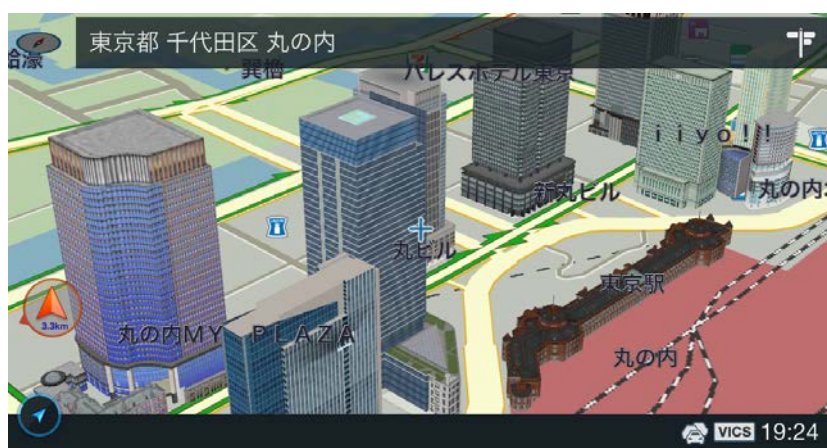 東京都 千代田区 丸の内
濠
巽櫓
パレスホテル東京
iiyo!!
新丸ビル
丸の内
丸ビル
東京駅
3.3km
丸の内MY PLAZA
丸の内
VICS 19:24